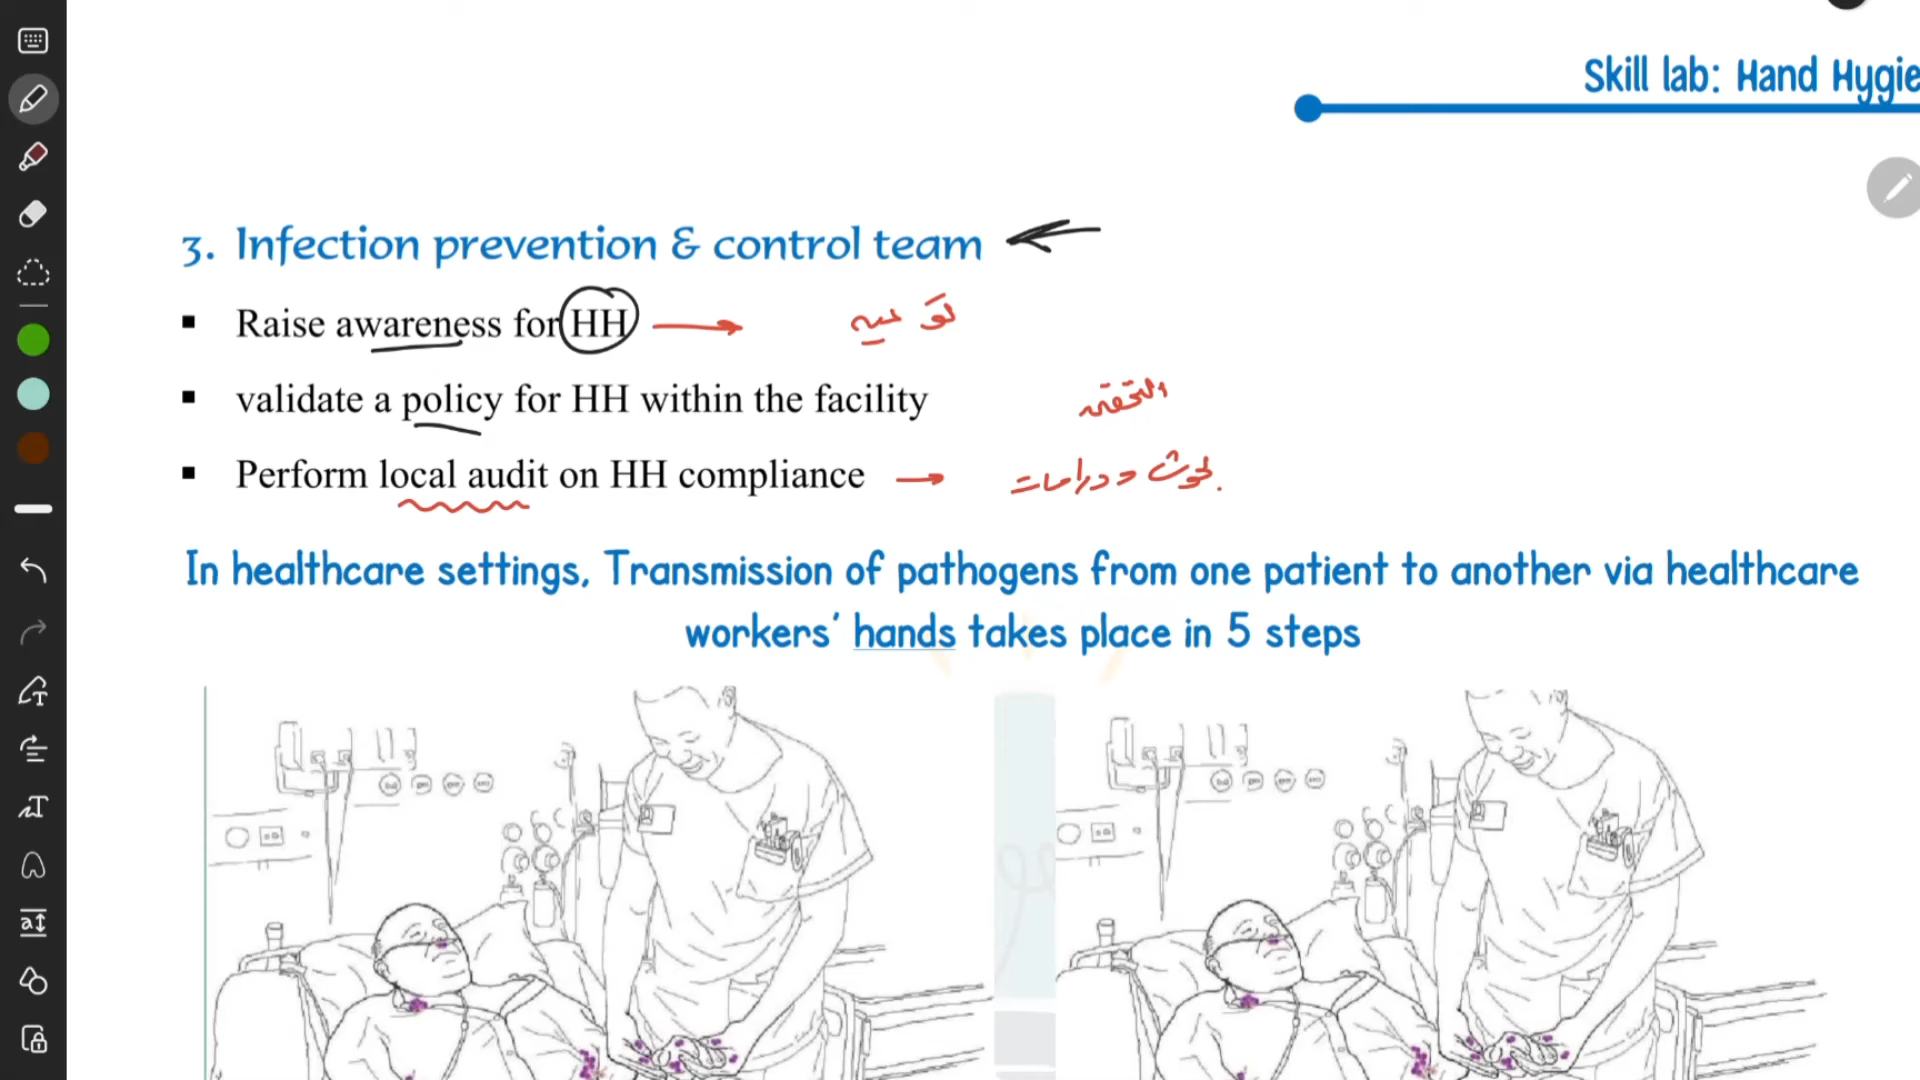 Skill lab: Hand Hygie
3. Infection prevention & control team
▪ Raise awareness for HH → توعيه
▪ validate a policy for HH within the facility التحقق
▪ Perform local audit on HH compliance → بحوث و دراسات
In healthcare settings, Transmission of pathogens from one patient to another via healthcare
workers' hands takes place in 5 steps